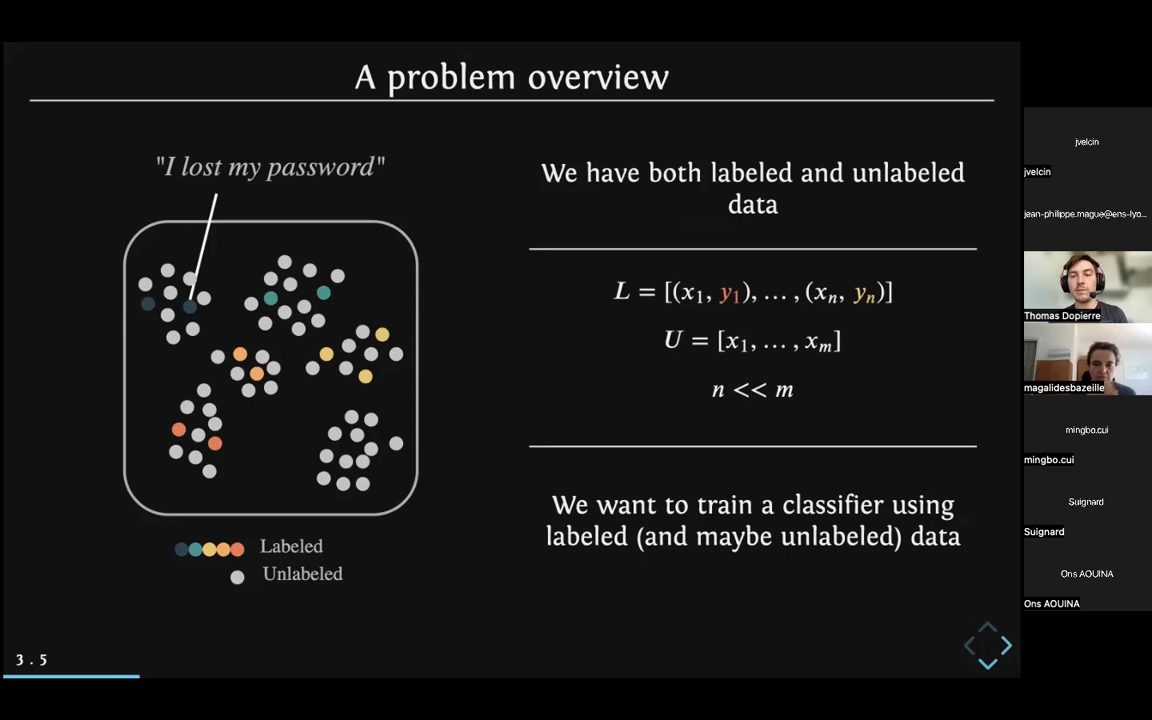 A problem overview
"I lost my password"
We have both labeled and unlabeled
data
L = [(x₁, y₁), … , (xₙ, yₙ)]
U = [x₁, … , xₘ]
n << m
We want to train a classifier using
labeled (and maybe unlabeled) data
Labeled
Unlabeled
3 . 5
jvelcin
jvelcin
jean-philippe.mague@ens-lyo...
Thomas Dopierre
magalidesbazeille
mingbo.cui
mingbo.cui
Suignard
Suignard
Ons AOUINA
Ons AOUINA